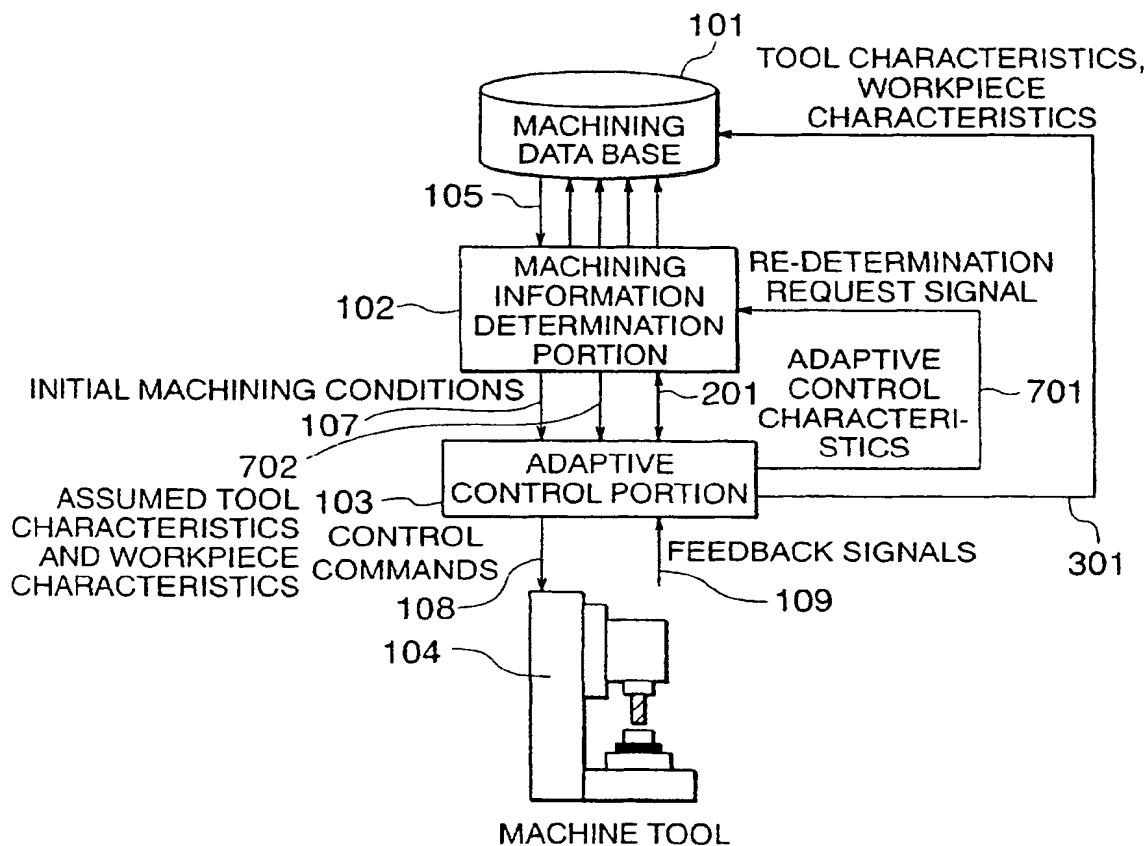 101
TOOL CHARACTERISTICS,
WORKPIECE
CHARACTERISTICS
MACHINING
DATA BASE
105
MACHINING
INFORMATION
DETERMINATION
PORTION
102
RE-DETERMINATION
REQUEST SIGNAL
INITIAL MACHINING CONDITIONS
107
201
ADAPTIVE
CONTROL
CHARACTERI-
STICS
701
702
ADAPTIVE
CONTROL PORTION
103
ASSUMED TOOL
CHARACTERISTICS
AND WORKPIECE
CHARACTERISTICS
CONTROL
COMMANDS
FEEDBACK SIGNALS
301
108
109
104
MACHINE TOOL